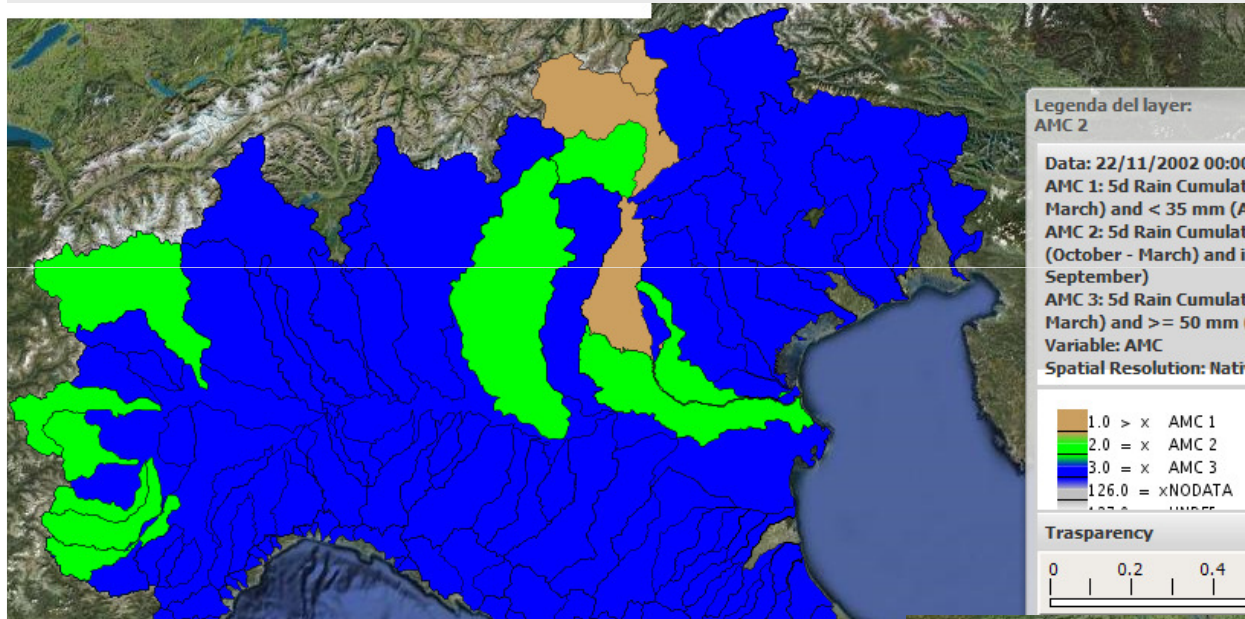 Legenda del layer:
AMC 2
Data: 22/11/2002 00:00
AMC 1: 5d Rain Cumulat
March) and < 35 mm (A
AMC 2: 5d Rain Cumulat
(October - March) and i
September)
AMC 3: 5d Rain Cumulat
March) and >= 50 mm
Variable: AMC
Spatial Resolution: Nati
1.0 > x AMC 1
2.0 = x AMC 2
3.0 = x AMC 3
126.0 = xNODATA
Trasparency
0 0.2 0.4